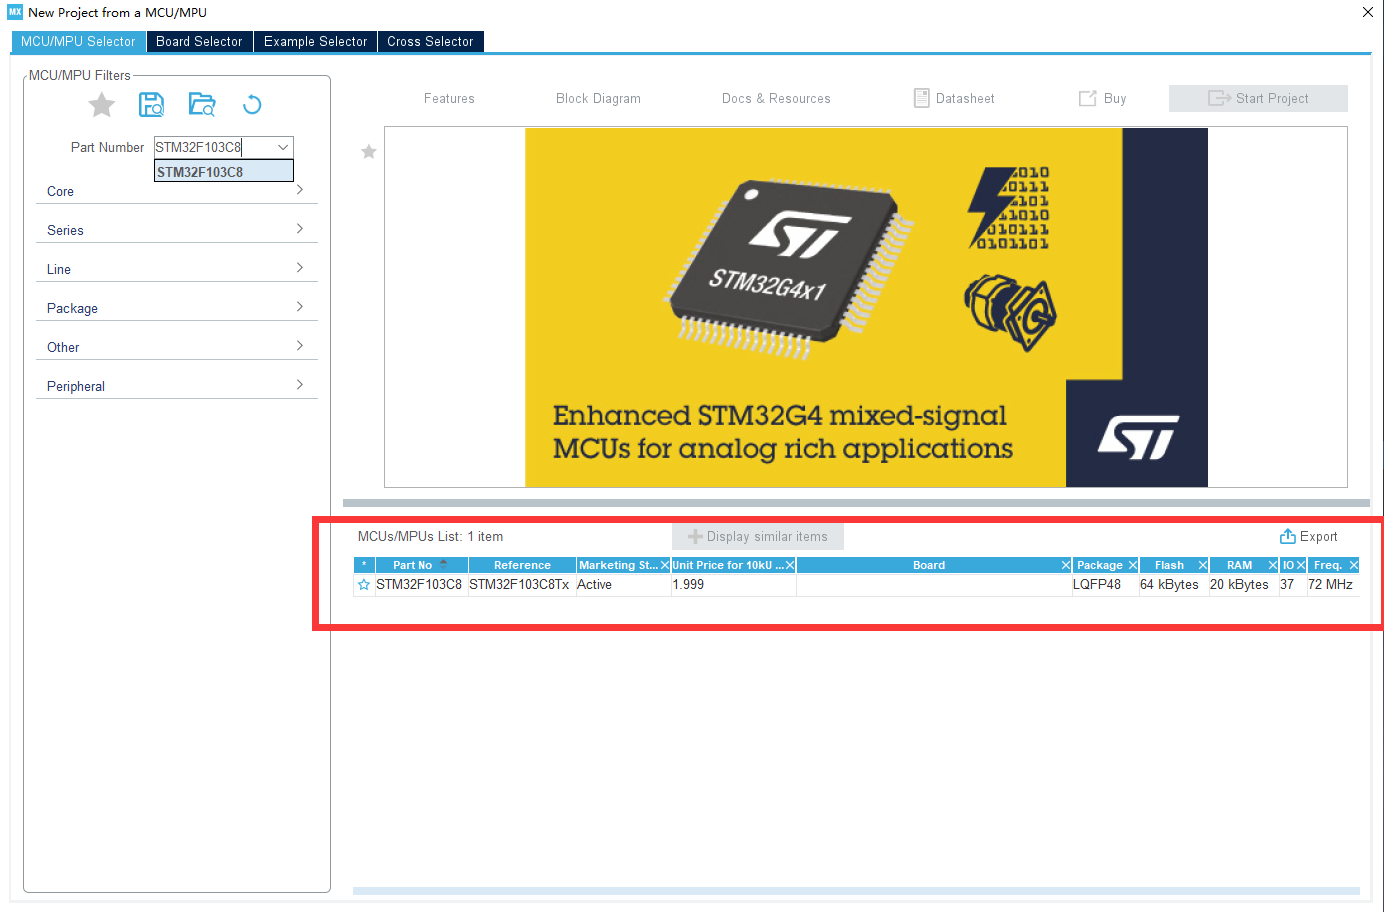 MX New Project from a MCU/MPU
MCU/MPU Selector Board Selector Example Selector Cross Selector
MCU/MPU Filters
Part Number STM32F103C8
STM32F103C8
Core
Series
Line
Package
Other
Peripheral
Features Block Diagram Docs & Resources Datasheet Buy Start Project
ST
STM32G4x1
1010
10111
1101
11010
010111
0101101
Enhanced STM32G4 mixed-signal
MCUs for analog rich applications
ST
MCUs/MPUs List: 1 item Display similar items Export
* Part No Reference Marketing St... Unit Price for 10kU ... Board Package Flash RAM IO Freq.
STM32F103C8 STM32F103C8Tx Active 1.999 LQFP48 64 kBytes 20 kBytes 37 72 MHz